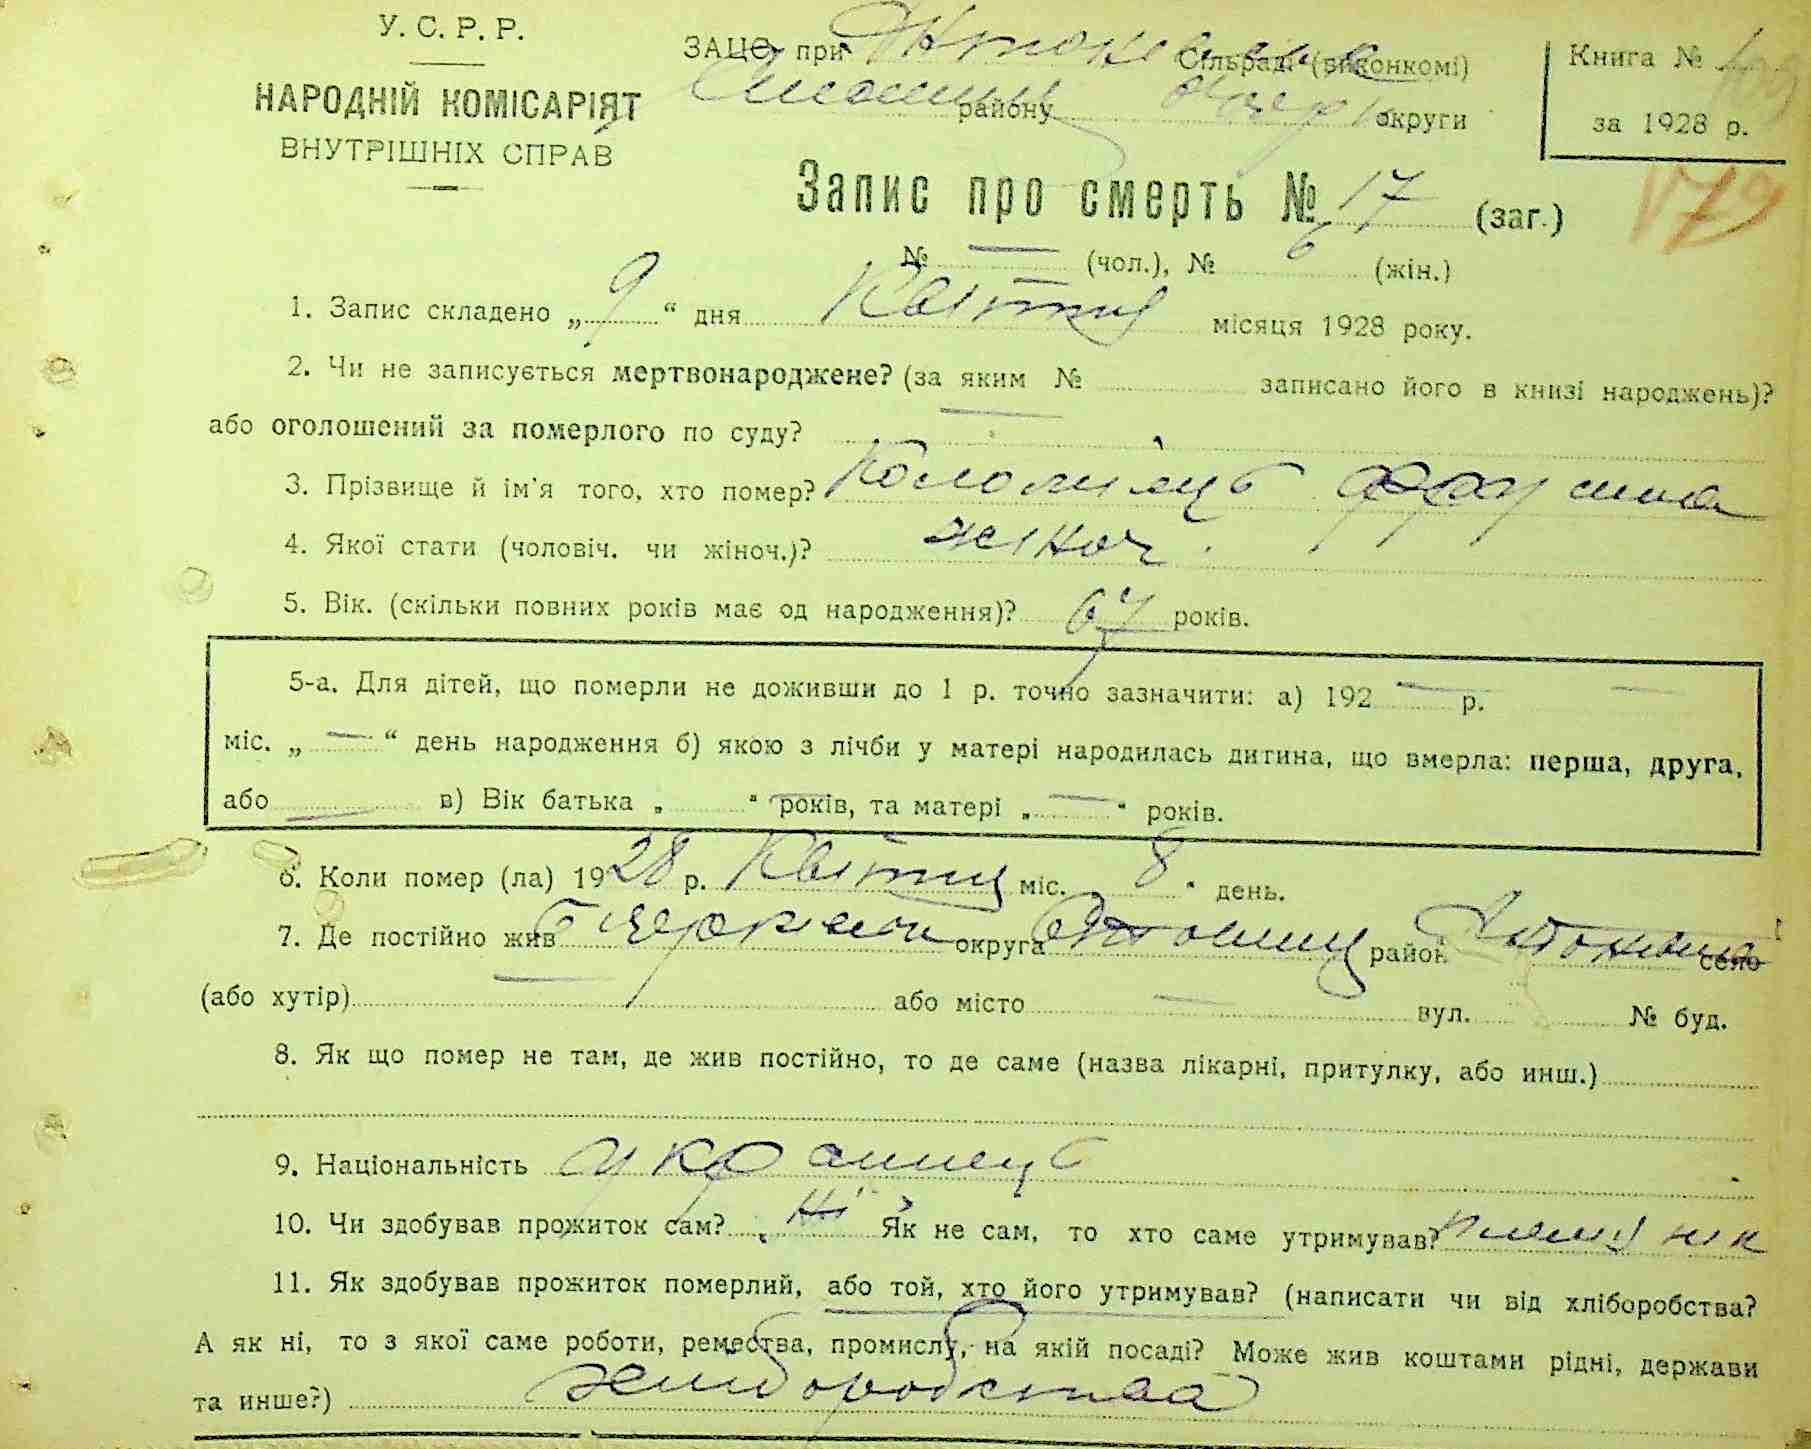 У. С. Р. Р.
НАРОДНІЙ КОМІСАРІЯТ
ВНУТРІШНІХ СПРАВ
ЗАЦС при Сільраді (виконкомі)
району округи
Книга №
за 1928 р.
Запис про смерть № 17 (заг.)
179
№ — (чол.), № 6 (жін.)
1. Запис складено „ 9 “ дня Квітня місяця 1928 року.
2. Чи не записується мертвонароджене? (за яким № записано його в книзі народжень)?
або оголошений за померлого по суду? —
3. Прізвище й ім'я того, хто помер? Коломієць
4. Якої стати (чоловіч. чи жіноч.)? жіноч.
5. Вік. (скільки повних років має од народження)? 67 років.
5-а. Для дітей, що померли не доживши до 1 р. точно зазначити: а) 192 — р. —
міс. „ — “ день народження б) якою з лічби у матері народилась дитина, що вмерла: перша, друга,
або — в) Вік батька „ — “ років, та матері „ — “ років.
6. Коли помер (ла) 1928 р. Квітня міс. 8 " день.
7. Де постійно жив округа район село
(або хутір) — або місто — вул. № буд.
8. Як що помер не там, де жив постійно, то де саме (назва лікарні, притулку, або инш.)
9. Національність українець
10. Чи здобував прожиток сам? Ні Як не сам, то хто саме утримував?
11. Як здобував прожиток померлий, або той, хто його утримував? (написати чи від хліборобства?
А як ні, то з якої саме роботи, ремества, промислу, на якій посаді? Може жив коштами рідні, держави
та инше?) хліборобства